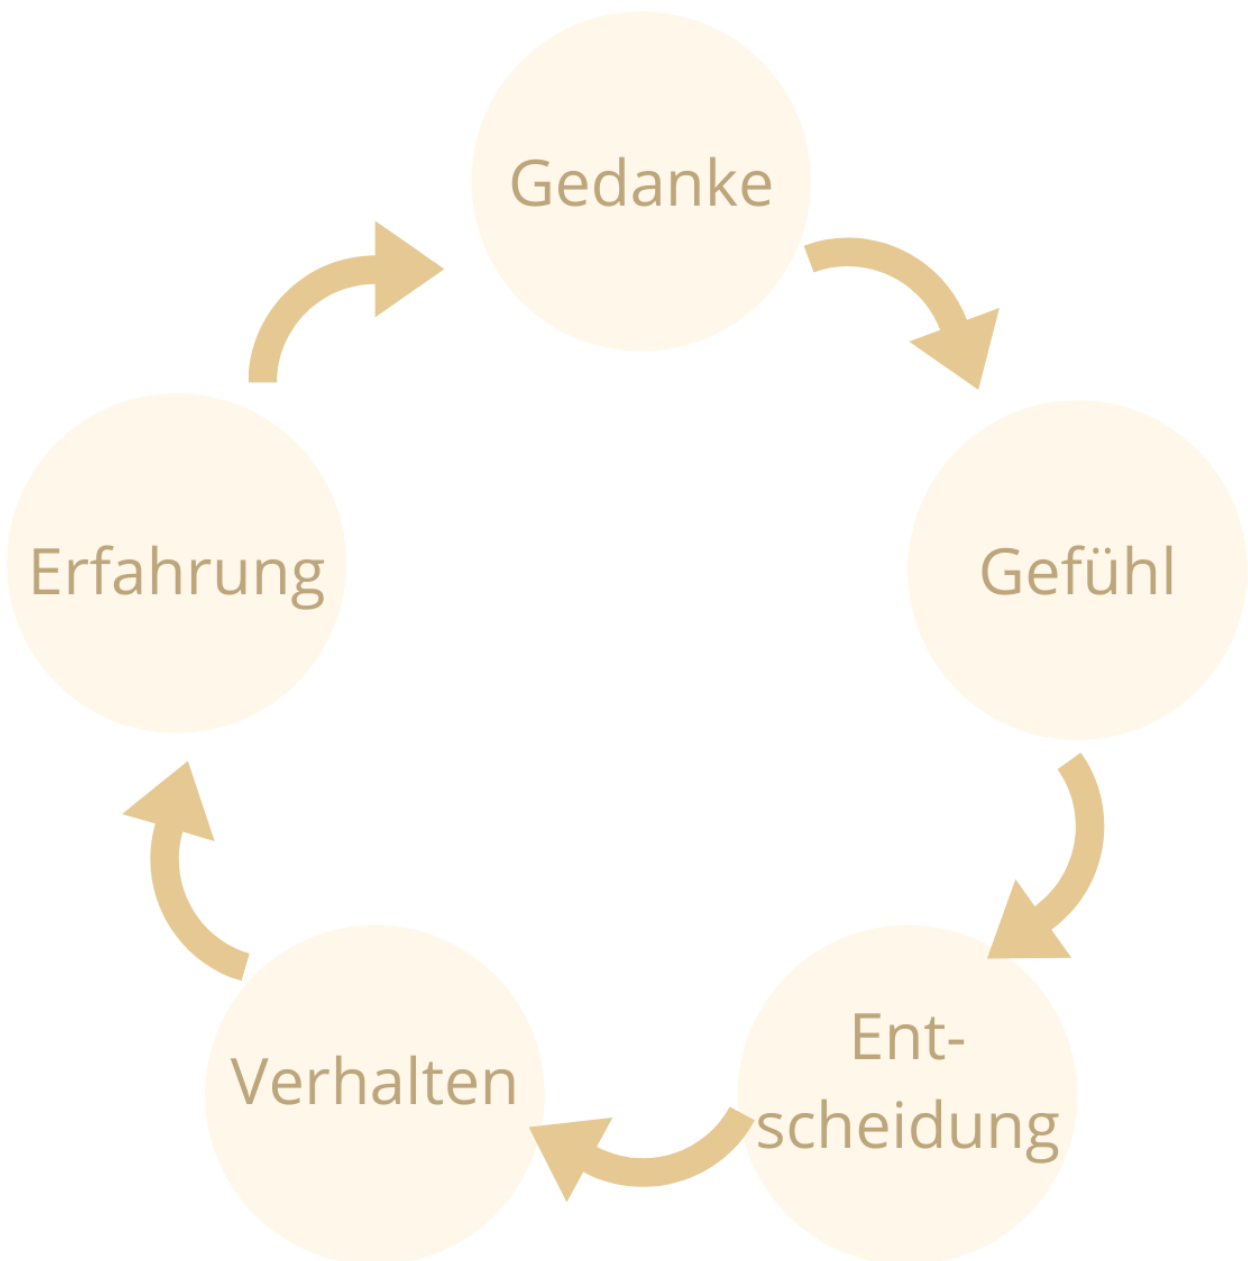 Gedanke
Gefühl
Ent-
scheidung
Verhalten
Erfahrung